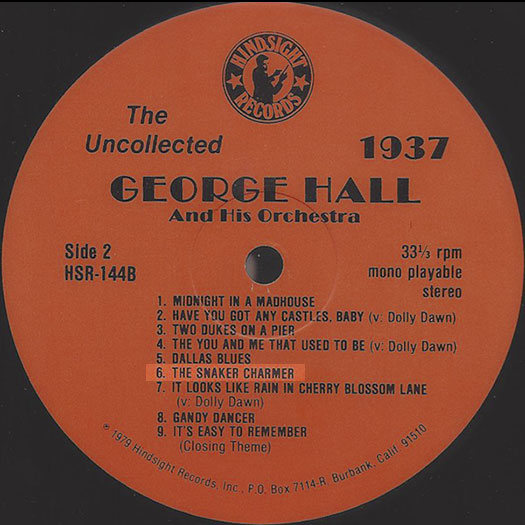 HINDSIGHT
RECORDS
The
Uncollected
1937
GEORGE HALL
And His Orchestra
Side 2
HSR-144B
33⅓ rpm
mono playable
stereo
1. MIDNIGHT IN A MADHOUSE
2. HAVE YOU GOT ANY CASTLES, BABY (v: Dolly Dawn)
3. TWO DUKES ON A PIER
4. THE YOU AND ME THAT USED TO BE (v: Dolly Dawn)
5. DALLAS BLUES
6. THE SNAKER CHARMER
7. IT LOOKS LIKE RAIN IN CHERRY BLOSSOM LANE
(v: Dolly Dawn)
8. GANDY DANCER
9. IT'S EASY TO REMEMBER
(Closing Theme)
℗ 1979 Hindsight Records, Inc., P.O. Box 7114-R, Burbank, Calif. 91510